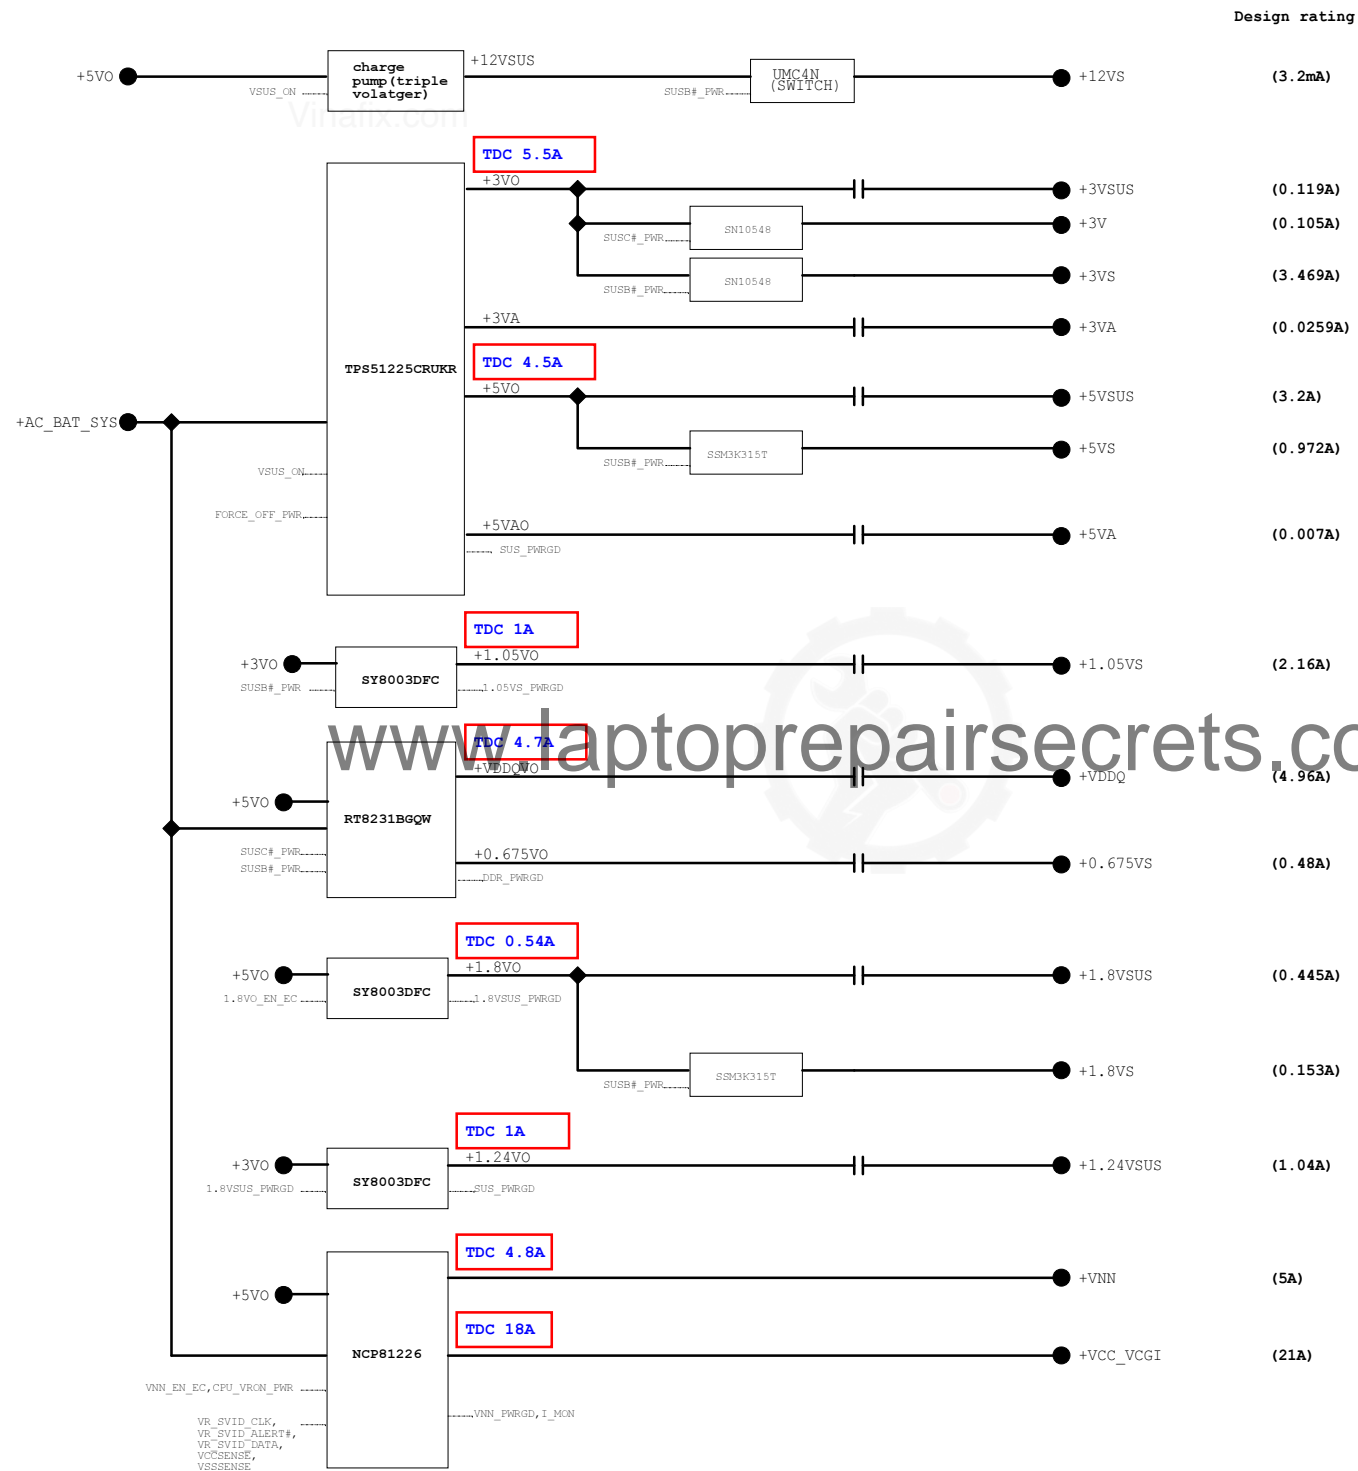 Design rating
+5VO
VSUS_ON
charge
pump(triple
volatger)
+12VSUS
UMC4N
(SWITCH)
SUSB#_PWR
+12VS
(3.2mA)
Vinafix.com
TDC 5.5A
+3VO
+3VSUS
(0.119A)
SUSC#_PWR
SN10548
+3V
(0.105A)
SUSB#_PWR
SN10548
+3VS
(3.469A)
+3VA
+3VA
(0.0259A)
TDC 4.5A
TPS51225CRUKR
+5VO
+5VSUS
(3.2A)
+AC_BAT_SYS
SUSB#_PWR
SSM3K315T
+5VS
(0.972A)
VSUS_ON
FORCE_OFF_PWR
+5VAO
+5VA
(0.007A)
SUS_PWRGD
TDC 1A
+3VO
SUSB#_PWR
SY8003DFC
+1.05VO
1.05VS_PWRGD
+1.05VS
(2.16A)
www.laptoprepairsecrets.co
TDC 4.7A
+VDDQVO
+VDDQ
(4.96A)
+5VO
RT8231BGQW
SUSC#_PWR
SUSB#_PWR
+0.675VO
DDR_PWRGD
+0.675VS
(0.48A)
TDC 0.54A
+5VO
1.8VO_EN_EC
SY8003DFC
+1.8VO
1.8VSUS_PWRGD
+1.8VSUS
(0.445A)
SUSB#_PWR
SSM3K315T
+1.8VS
(0.153A)
TDC 1A
+3VO
1.8VSUS_PWRGD
SY8003DFC
+1.24VO
SUS_PWRGD
+1.24VSUS
(1.04A)
TDC 4.8A
+5VO
+VNN
(5A)
TDC 18A
NCP81226
+VCC_VCGI
(21A)
VNN_EN_EC,CPU_VRON_PWR
VNN_PWRGD,I_MON
VR_SVID_CLK,
VR_SVID_ALERT#,
VR_SVID_DATA,
VCCSENSE,
VSSSENSE